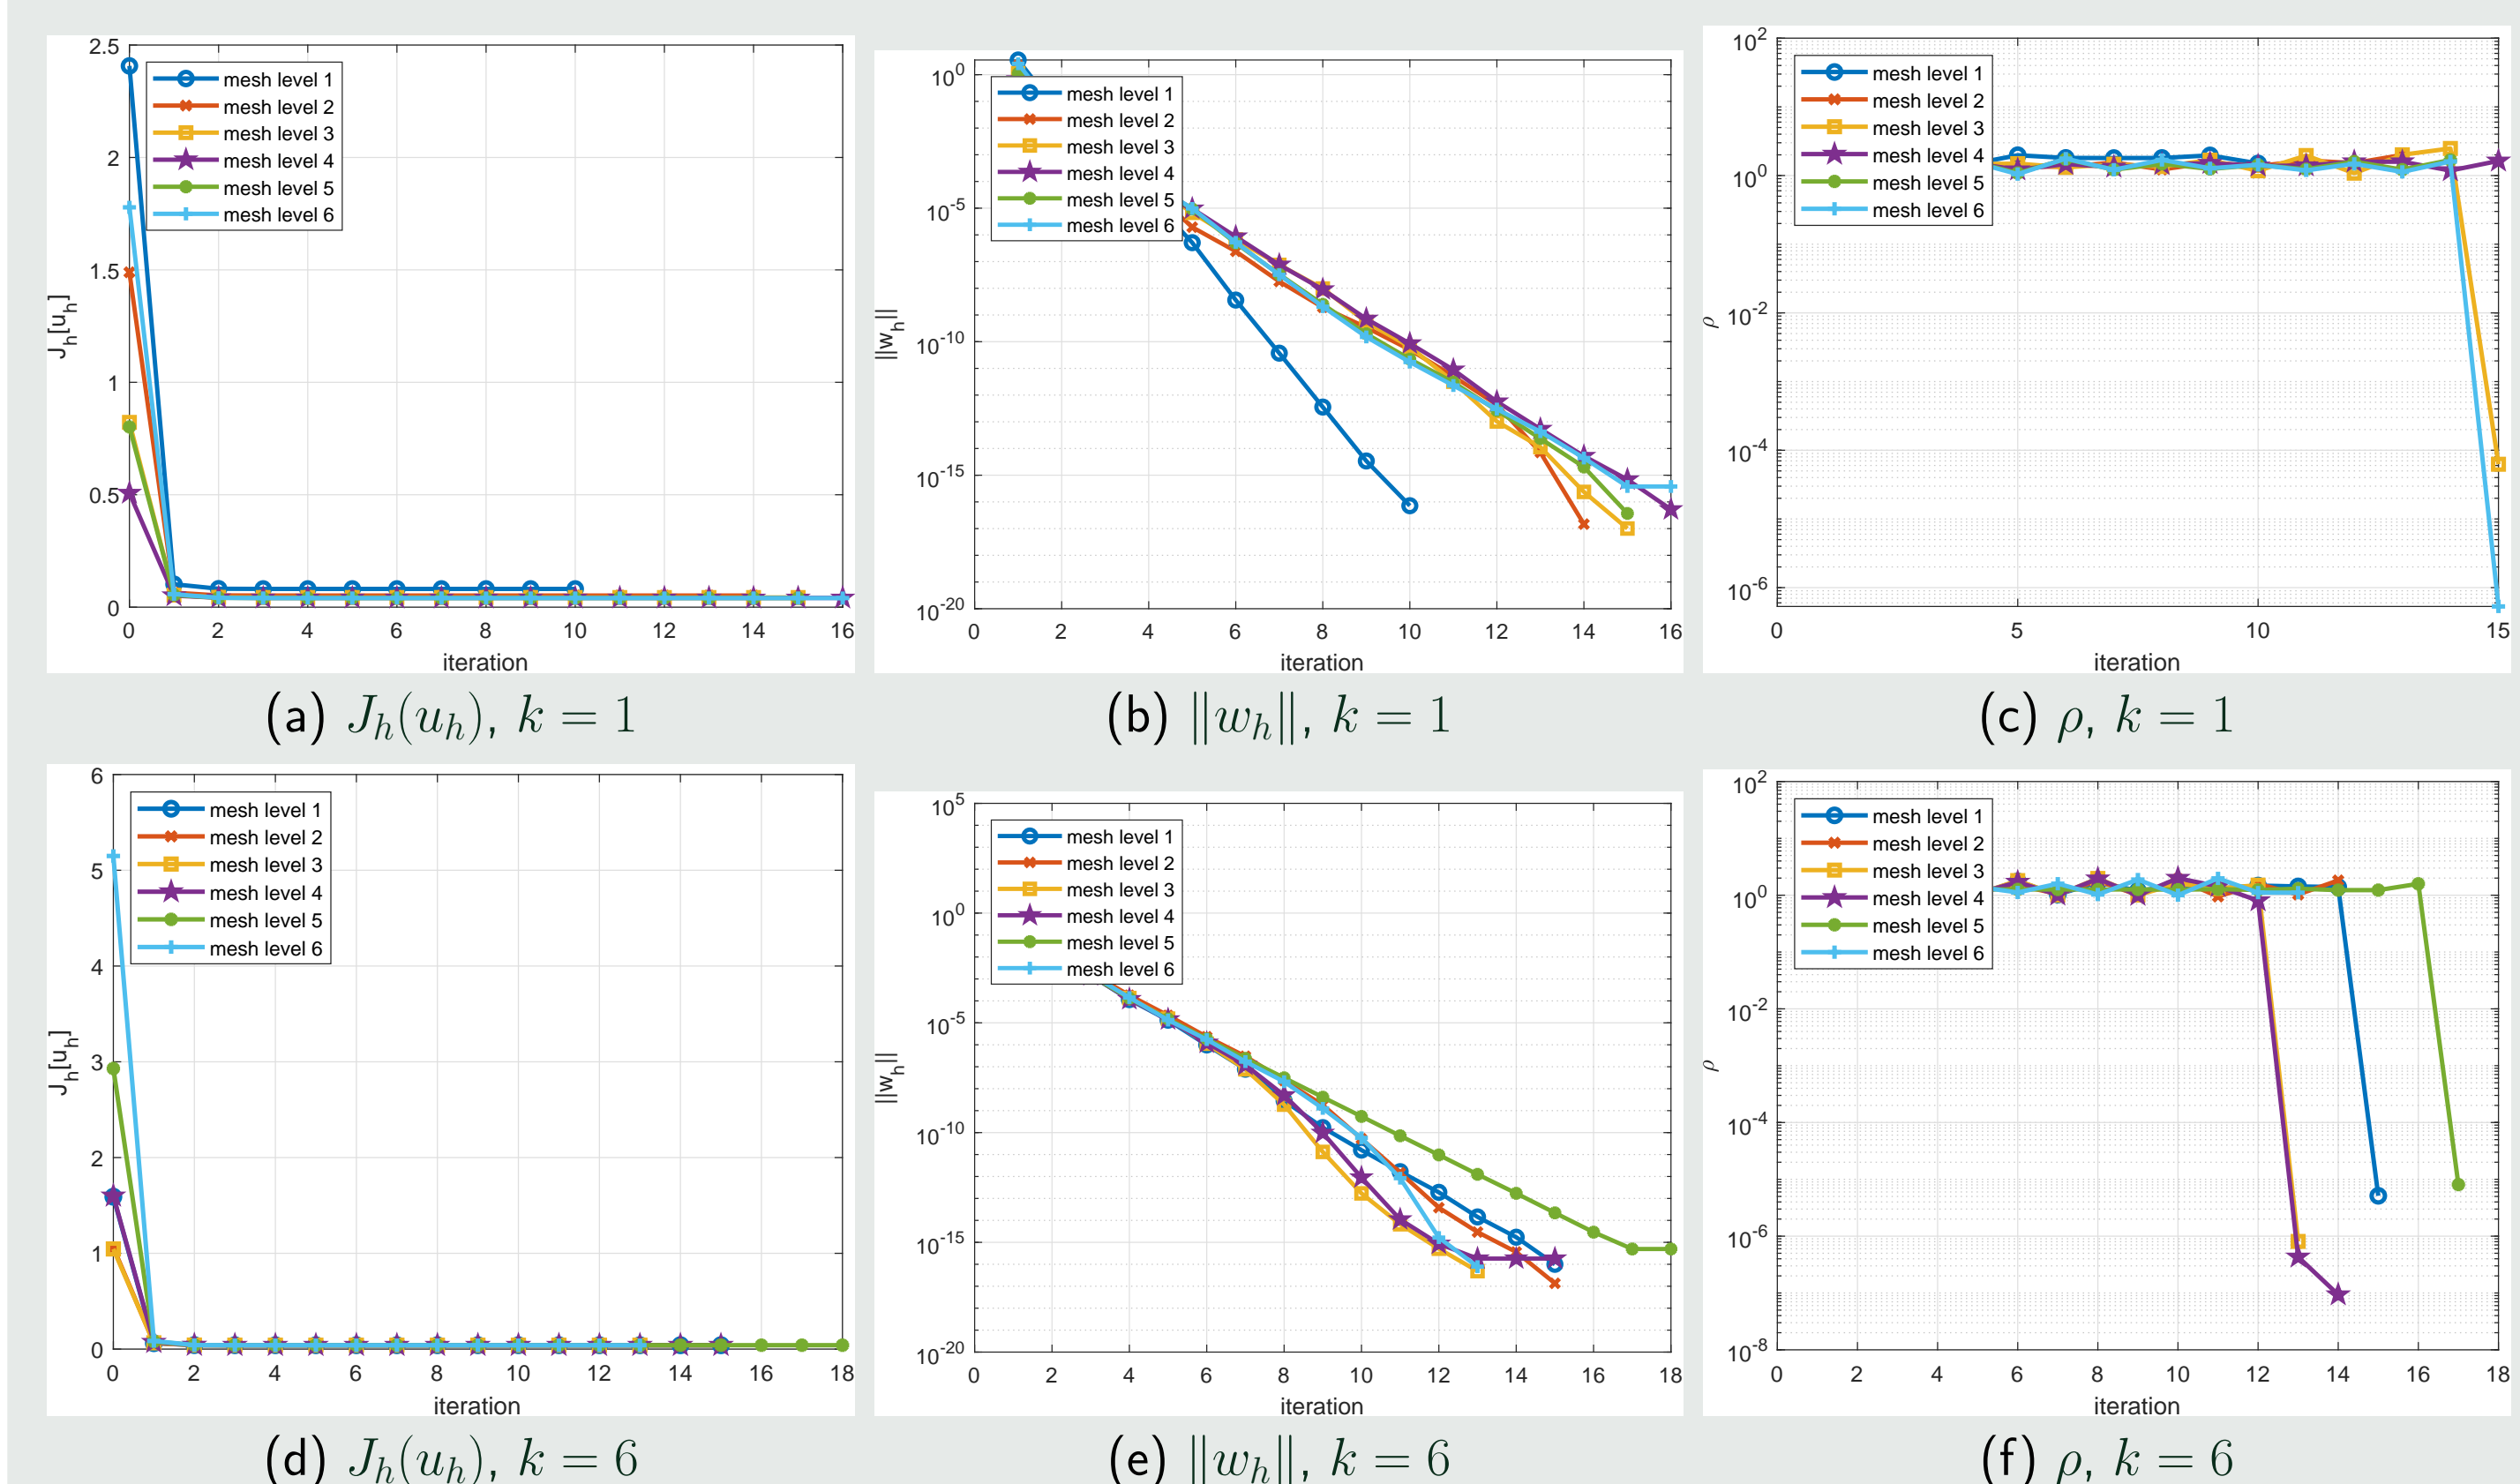 2.5
2
1.5
1
0.5
0
J_h[u_h]
0 2 4 6 8 10 12 14 16
iteration
mesh level 1
mesh level 2
mesh level 3
mesh level 4
mesh level 5
mesh level 6
(a) J_h(u_h), k = 1
10^0
10^-5
10^-10
10^-15
10^-20
||w_h||
0 2 4 6 8 10 12 14 16
iteration
mesh level 1
mesh level 2
mesh level 3
mesh level 4
mesh level 5
mesh level 6
(b) ‖w_h‖, k = 1
10^2
10^0
10^-2
10^-4
10^-6
ρ
0 5 10 15
iteration
mesh level 1
mesh level 2
mesh level 3
mesh level 4
mesh level 5
mesh level 6
(c) ρ, k = 1
6
5
4
3
2
1
0
J_h[u_h]
0 2 4 6 8 10 12 14 16 18
iteration
mesh level 1
mesh level 2
mesh level 3
mesh level 4
mesh level 5
mesh level 6
(d) J_h(u_h), k = 6
10^5
10^0
10^-5
10^-10
10^-15
10^-20
||w_h||
0 2 4 6 8 10 12 14 16 18
iteration
mesh level 1
mesh level 2
mesh level 3
mesh level 4
mesh level 5
mesh level 6
(e) ‖w_h‖, k = 6
10^2
10^0
10^-2
10^-4
10^-6
10^-8
ρ
0 2 4 6 8 10 12 14 16 18
iteration
mesh level 1
mesh level 2
mesh level 3
mesh level 4
mesh level 5
mesh level 6
(f) ρ, k = 6